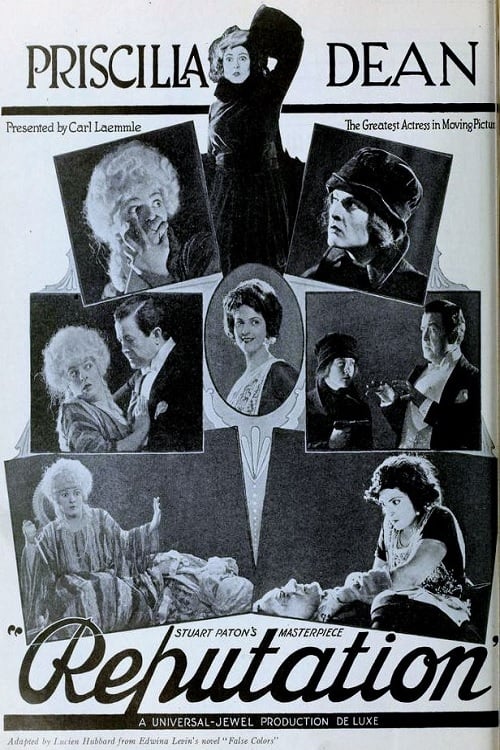 PRISCILLA DEAN
Presented by Carl Laemmle
The Greatest Actress in Moving Pictur
STUART PATON'S MASTERPIECE
"Reputation"
A UNIVERSAL-JEWEL PRODUCTION DE LUXE
Adapted by Lucien Hubbard from Edwina Levin's novel "False Colors"